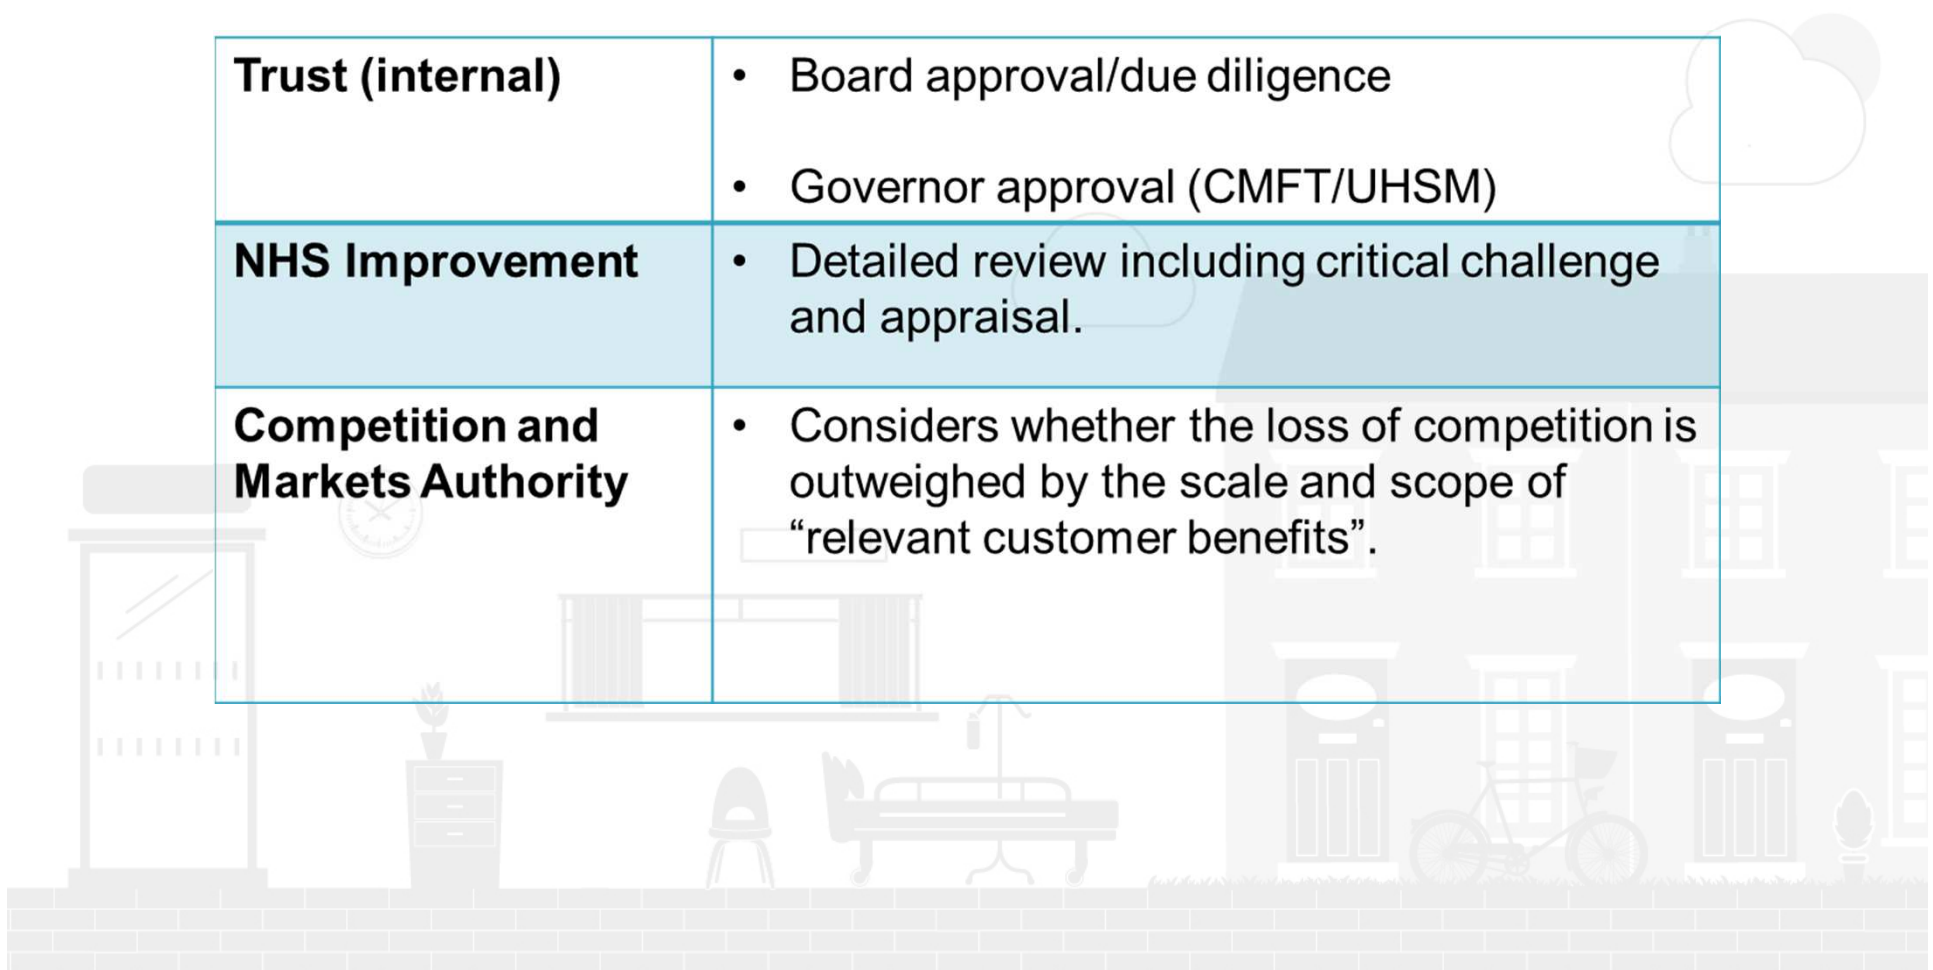 Trust (internal)
• Board approval/due diligence
• Governor approval (CMFT/UHSM)
NHS Improvement
• Detailed review including critical challenge
and appraisal.
Competition and
Markets Authority
• Considers whether the loss of competition is
outweighed by the scale and scope of
“relevant customer benefits”.